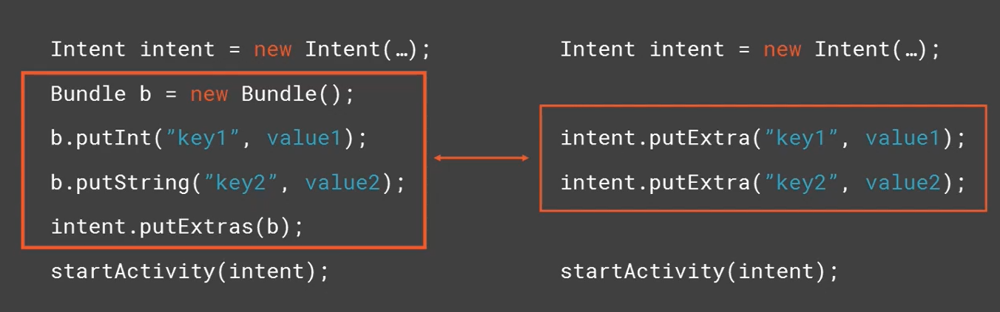 Intent intent = new Intent(…);
Bundle b = new Bundle();
b.putInt(”key1”, value1);
b.putString(”key2”, value2);
intent.putExtras(b);
startActivity(intent);
Intent intent = new Intent(…);
intent.putExtra(”key1”, value1);
intent.putExtra(”key2”, value2);
startActivity(intent);